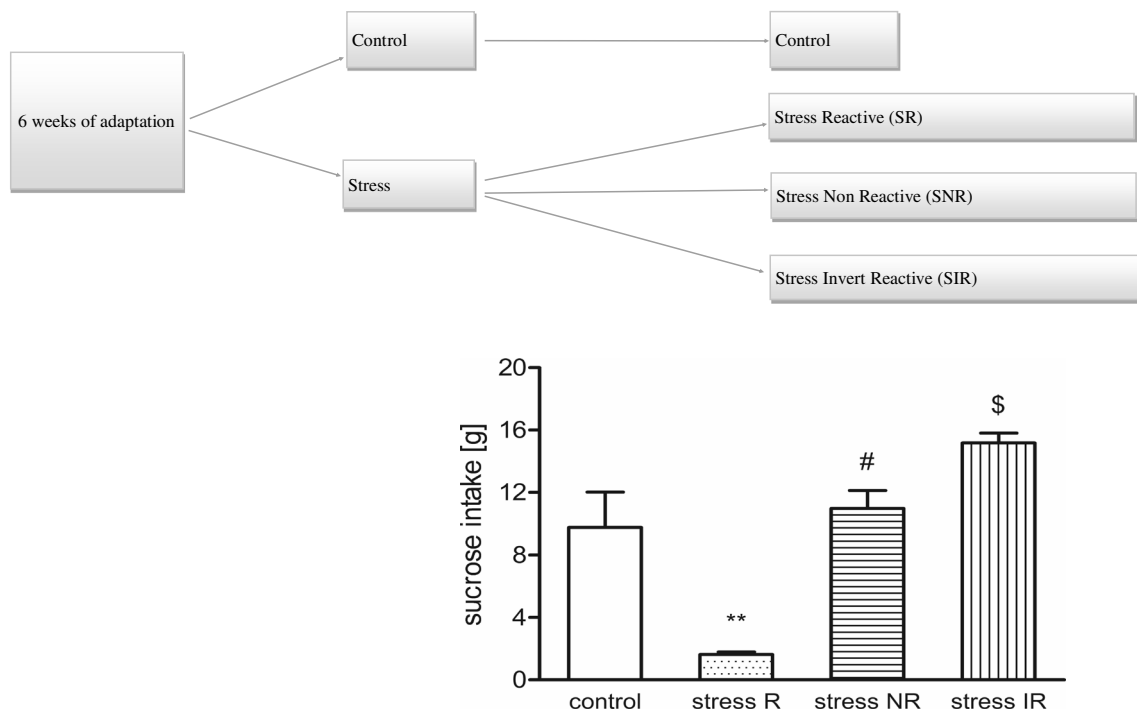 Control
Control
6 weeks of adaptation
Stress Reactive (SR)
Stress
Stress Non Reactive (SNR)
Stress Invert Reactive (SIR)
sucrose intake [g]
20
16
12
8
4
0
**
#
$
control
stress R
stress NR
stress IR